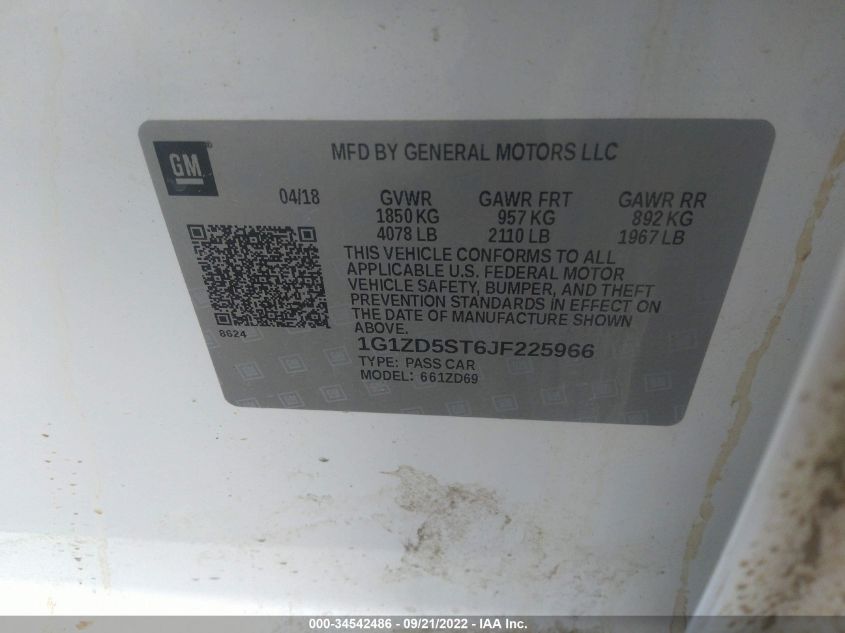 GM
MFD BY GENERAL MOTORS LLC
04/18 GVWR GAWR FRT GAWR RR
1850 KG 957 KG 892 KG
4078 LB 2110 LB 1967 LB
THIS VEHICLE CONFORMS TO ALL
APPLICABLE U.S. FEDERAL MOTOR
VEHICLE SAFETY, BUMPER, AND THEFT
PREVENTION STANDARDS IN EFFECT ON
THE DATE OF MANUFACTURE SHOWN
ABOVE.
8624
1G1ZD5ST6JF225966
TYPE: PASS CAR
MODEL: 661ZD69
000-34542486 - 09/21/2022 - IAA Inc.